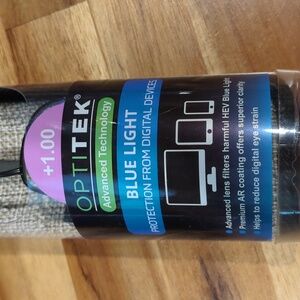 +1.00
OPTITEK®
Advanced Technology
BLUE LIGHT
PROTECTION FROM DIGITAL DEVICES
Advanced lens filters harmful HEV Blue Light
Premium AR coating offers superior clarity
Helps to reduce digital eye strain